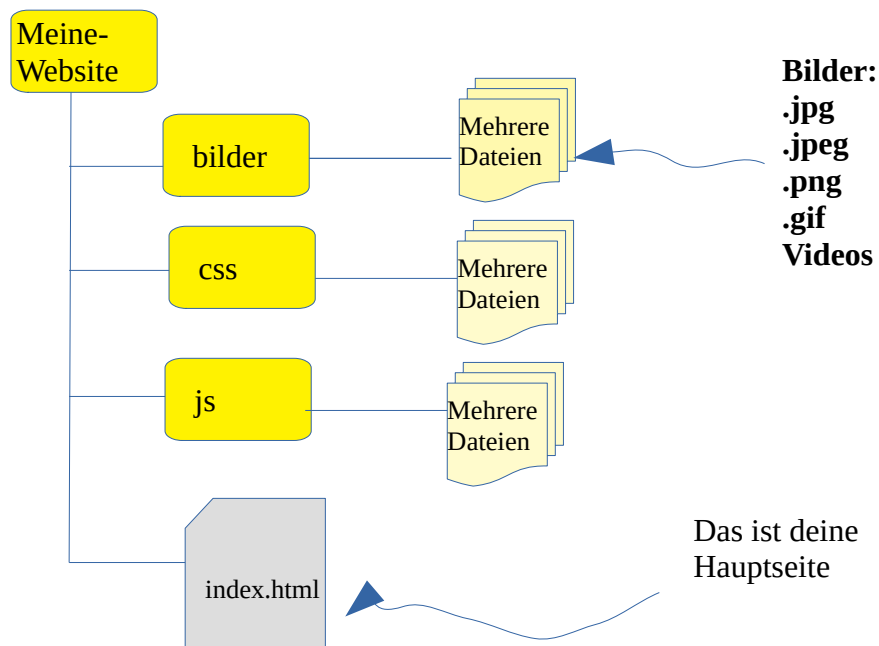 Meine-
Website
bilder
Mehrere
Dateien
Bilder:
.jpg
.jpeg
.png
.gif
Videos
css
Mehrere
Dateien
js
Mehrere
Dateien
index.html
Das ist deine
Hauptseite